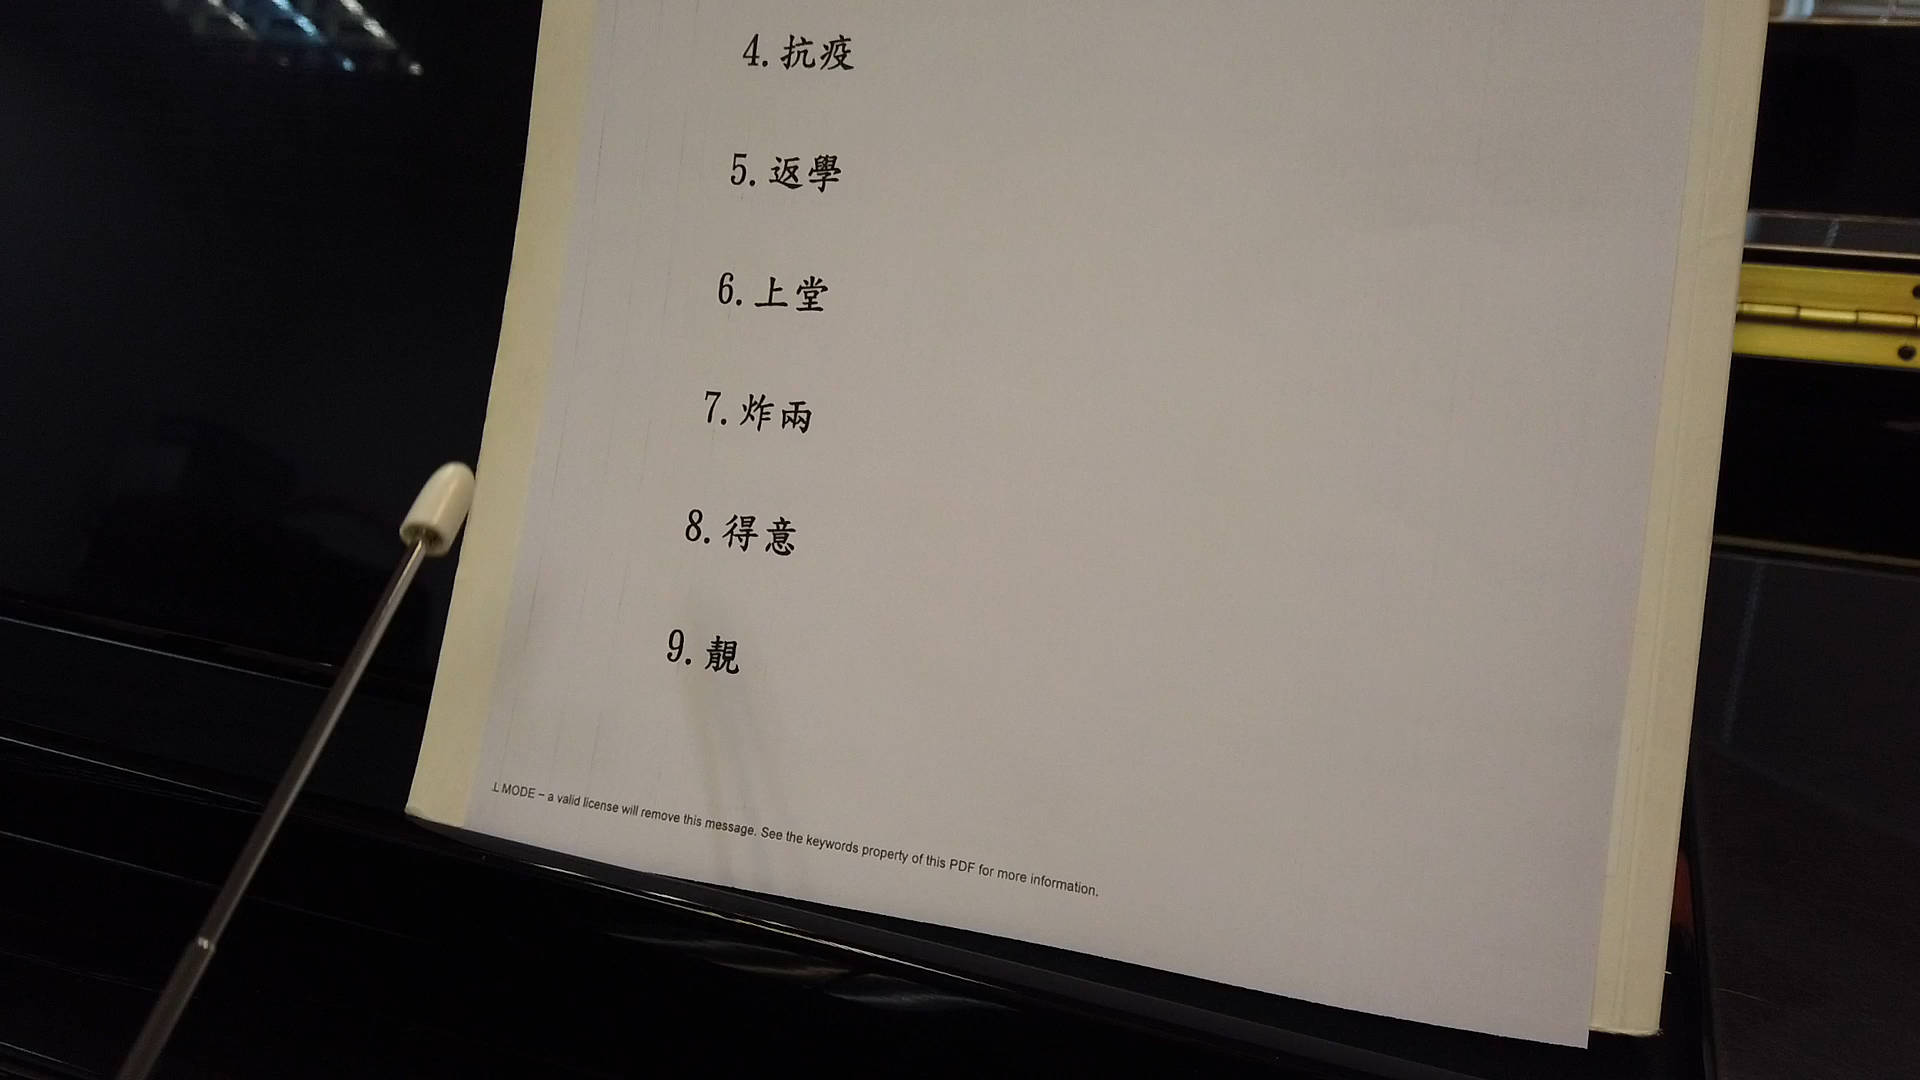 4. 抗疫
5. 返學
6. 上堂
7. 炸兩
8. 得意
9. 靚
L MODE – a valid license will remove this message. See the keywords property of this PDF for more information.